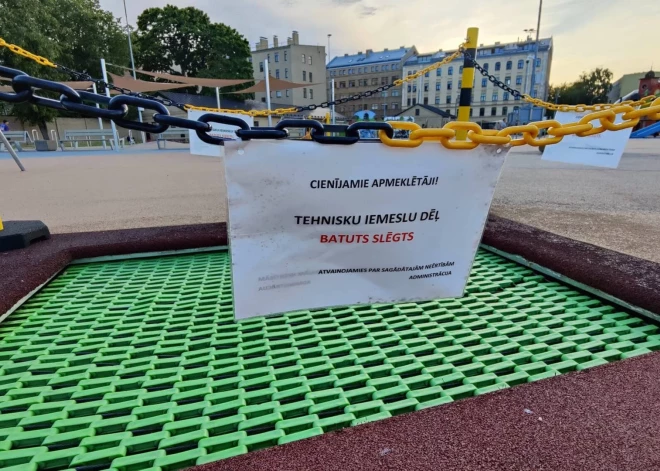 CIENĪJAMIE APMEKLĒTĀJI!
TEHNISKU IEMESLU DĒĻ
BATUTS SLĒGTS
ATVAINOJAMIES PAR SAGĀDĀTAJĀM NEĒRTĪBĀM
ADMINISTRĀCIJA